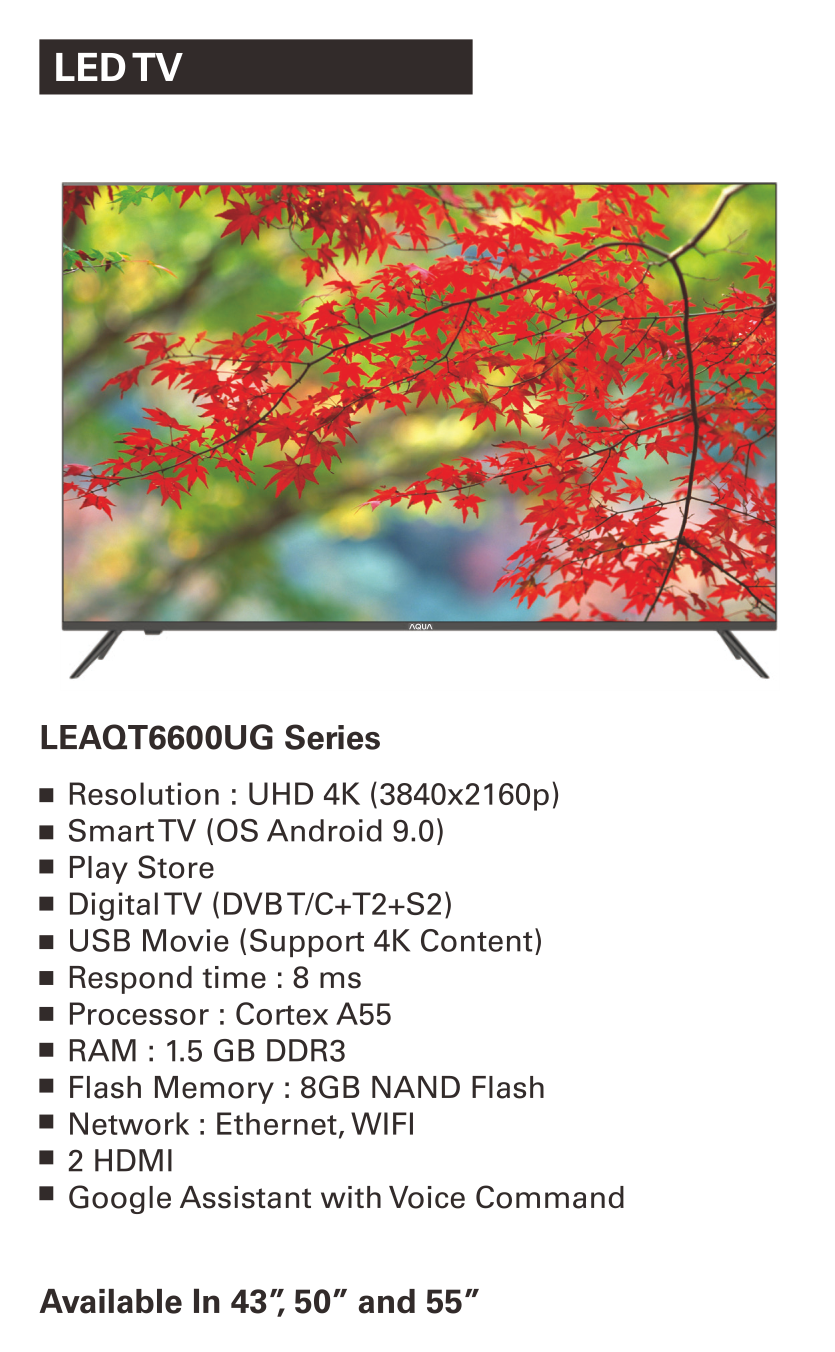 LED TV
AQUA
LEAQT6600UG Series
■ Resolution : UHD 4K (3840x2160p)
■ Smart TV (OS Android 9.0)
■ Play Store
■ Digital TV (DVB T/C+T2+S2)
■ USB Movie (Support 4K Content)
■ Respond time : 8 ms
■ Processor : Cortex A55
■ RAM : 1.5 GB DDR3
■ Flash Memory : 8GB NAND Flash
■ Network : Ethernet, WIFI
■ 2 HDMI
■ Google Assistant with Voice Command
Available In 43”, 50” and 55”